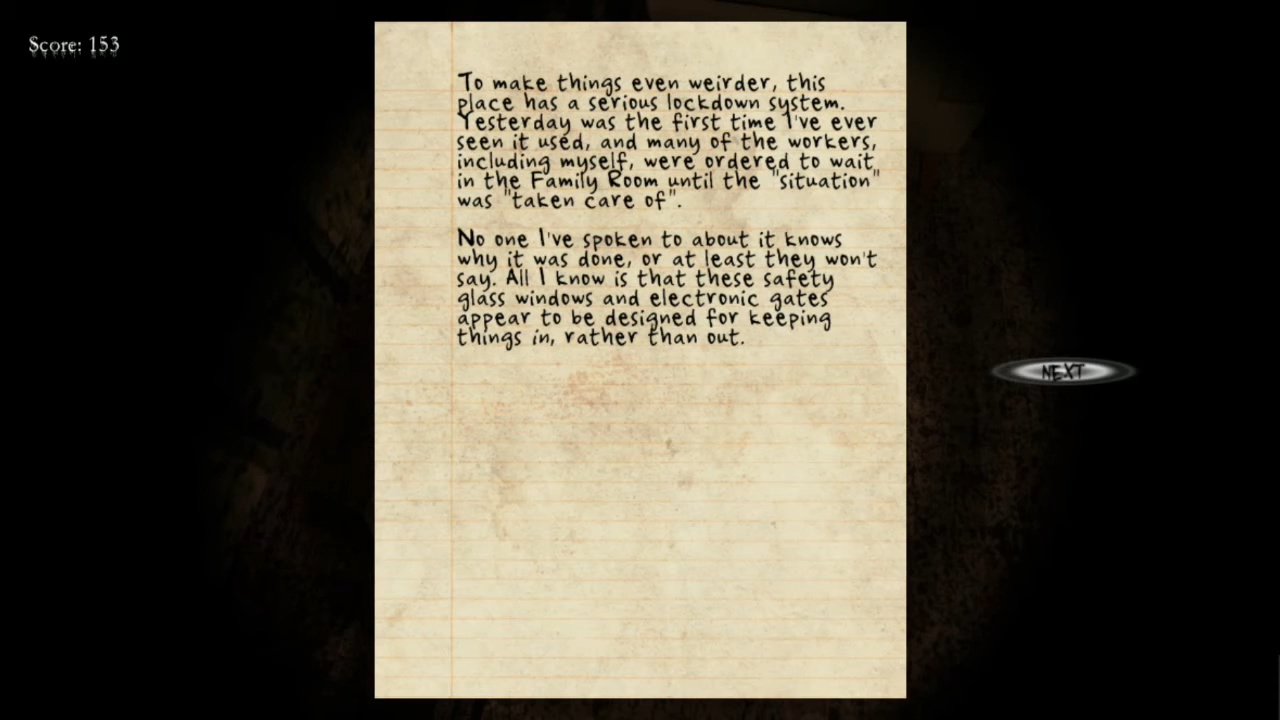 Score: 153
To make things even weirder, this
place has a serious lockdown system.
Yesterday was the first time I've ever
seen it used, and many of the workers,
including myself, were ordered to wait
in the Family Room until the "situation"
was "taken care of".
No one I've spoken to about it knows
why it was done, or at least they won't
say. All I know is that these safety
glass windows and electronic gates
appear to be designed for keeping
things in, rather than out.
NEXT